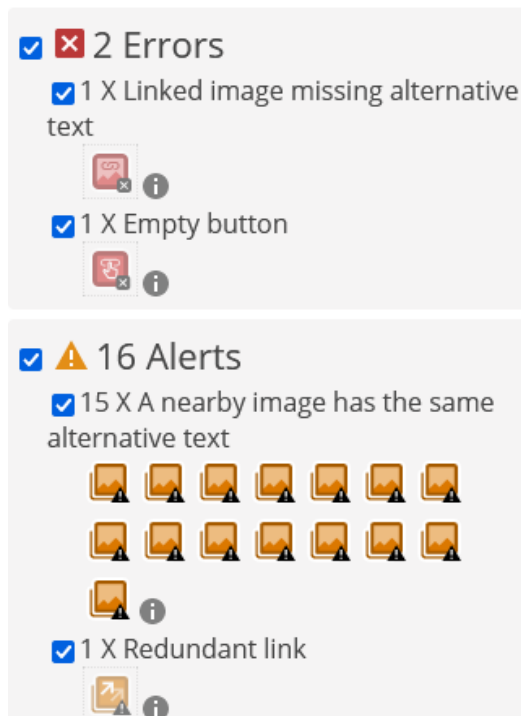 2 Errors
1 X Linked image missing alternative
text
1 X Empty button
16 Alerts
15 X A nearby image has the same
alternative text
1 X Redundant link